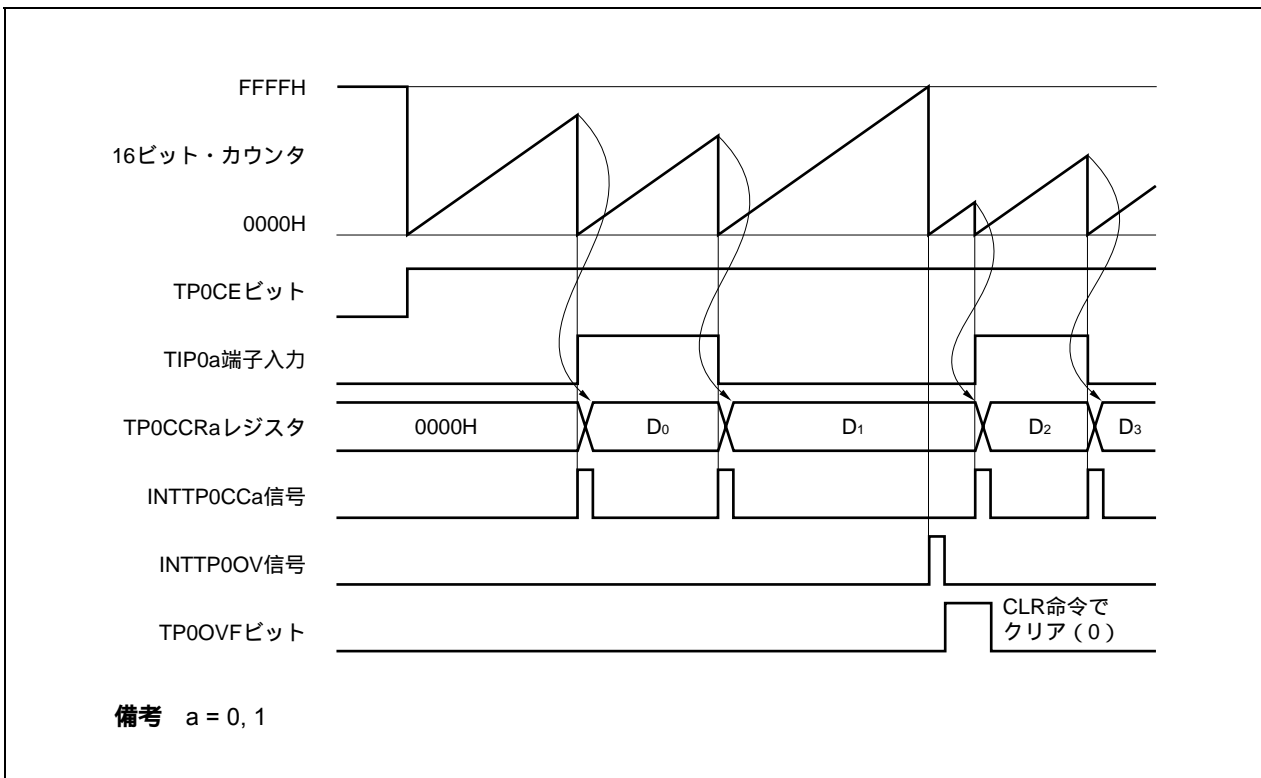 FFFFH
16ビット・カウンタ
0000H
TP0CEビット
TIP0a端子入力
TP0CCRaレジスタ
0000H
D0
D1
D2
D3
INTTP0CCa信号
INTTP0OV信号
TP0OVFビット
CLR命令で
クリア(0)
備考 a = 0, 1